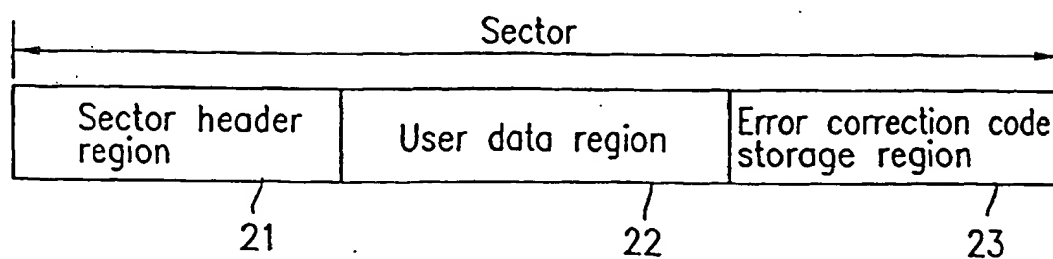 Sector
Sector header
region
User data region
Error correction code
storage region
21
22
23